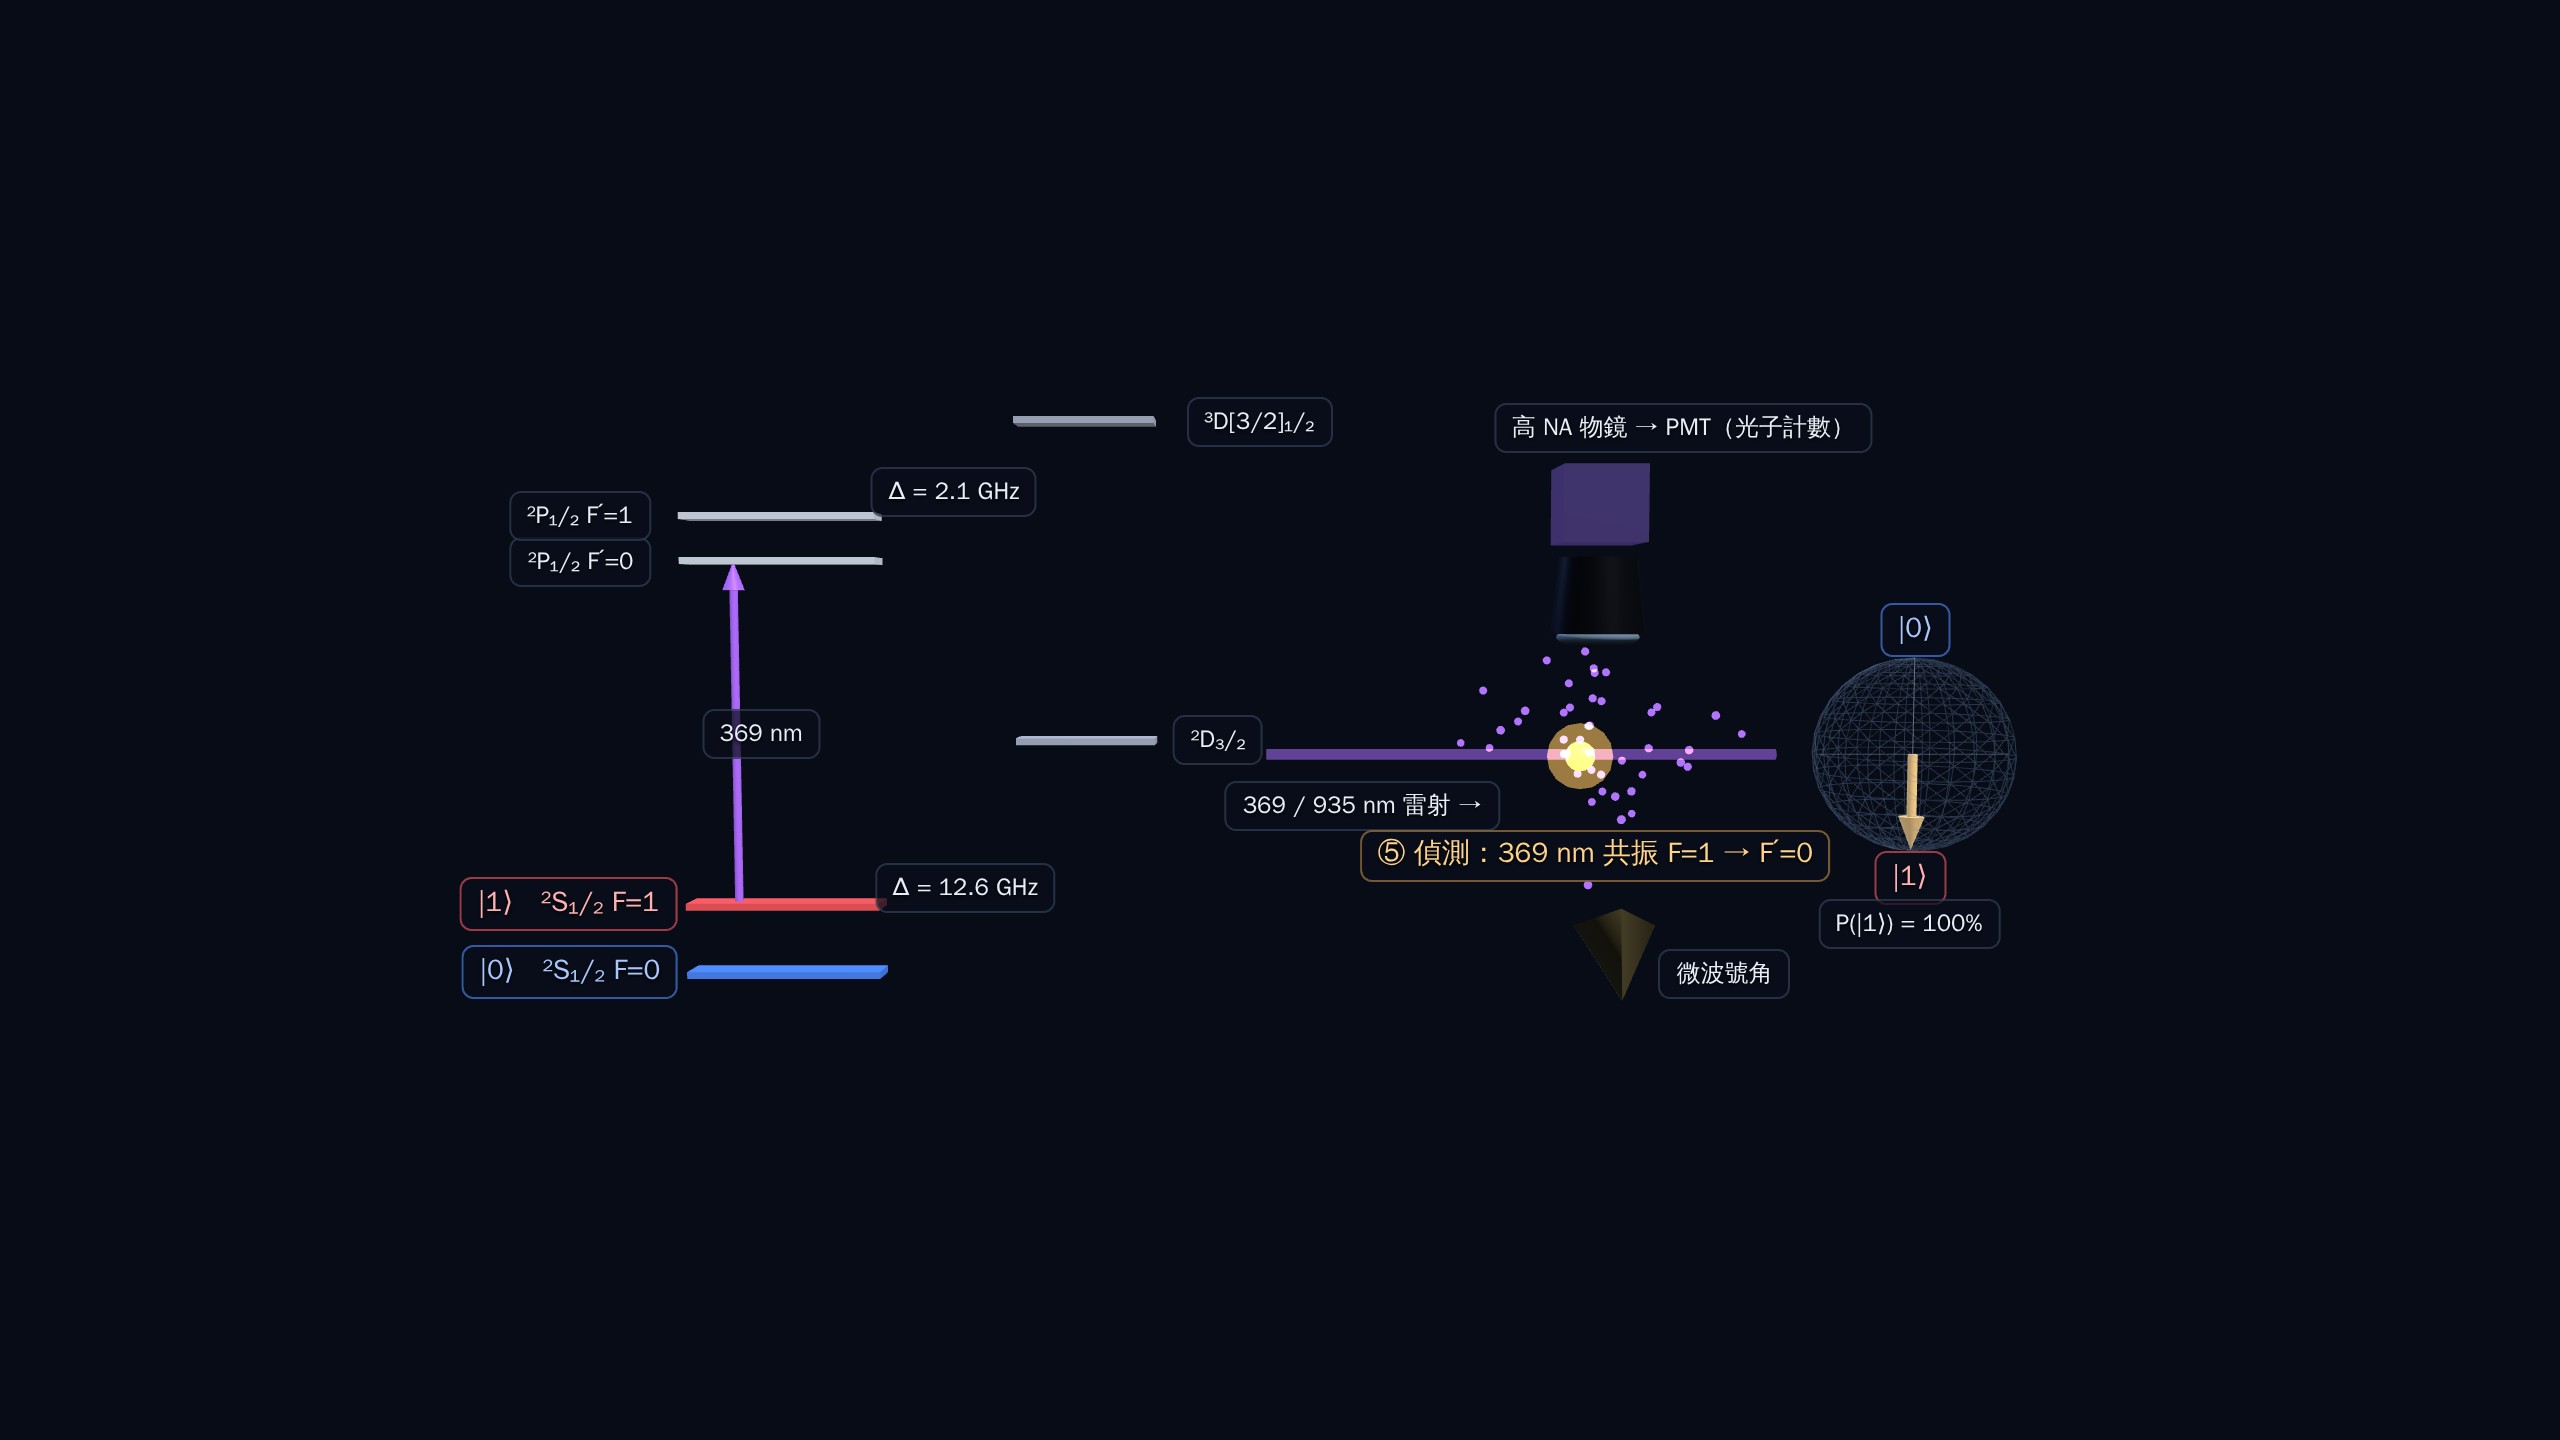 ³D[3/2]₁/₂
高 NA 物鏡 → PMT（光子計數）
Δ = 2.1 GHz
²P₁/₂ F′=1
²P₁/₂ F′=0
|0⟩
369 nm
²D₃/₂
369 / 935 nm 雷射 →
⑤ 偵測：369 nm 共振 F=1 → F′=0
|1⟩
P(|1⟩) = 100%
Δ = 12.6 GHz
|1⟩ ²S₁/₂ F=1
|0⟩ ²S₁/₂ F=0
微波號角